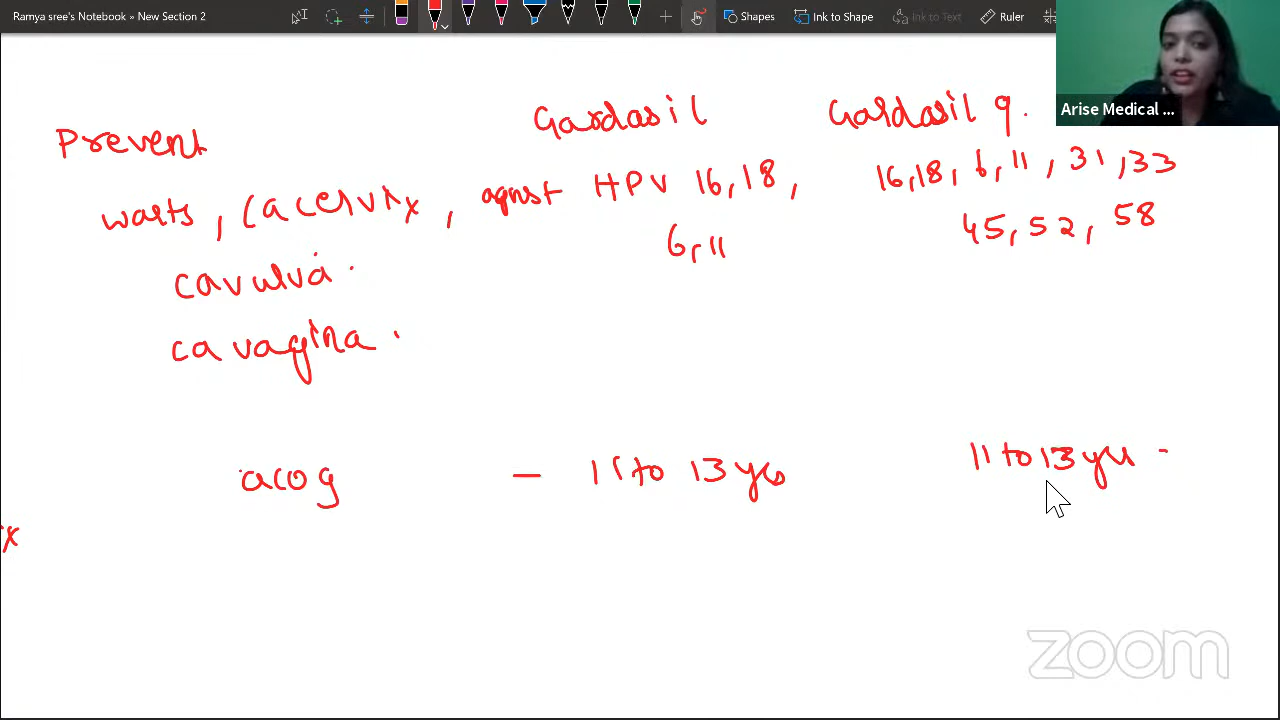 Ramya sree's Notebook » New Section 2
Shapes
Ink to Shape
Ink to Text
Ruler
Arise Medical ...
Prevent
Gardasil
Gardasil 9.
warts, Ca cervix,
against HPV 16, 18,
6, 11
16, 18, 6, 11, 31, 33
45, 52, 58
ca vulva.
ca vagina.
acog
- 11 to 13 yrs
11 to 13 yrs -
x
zoom